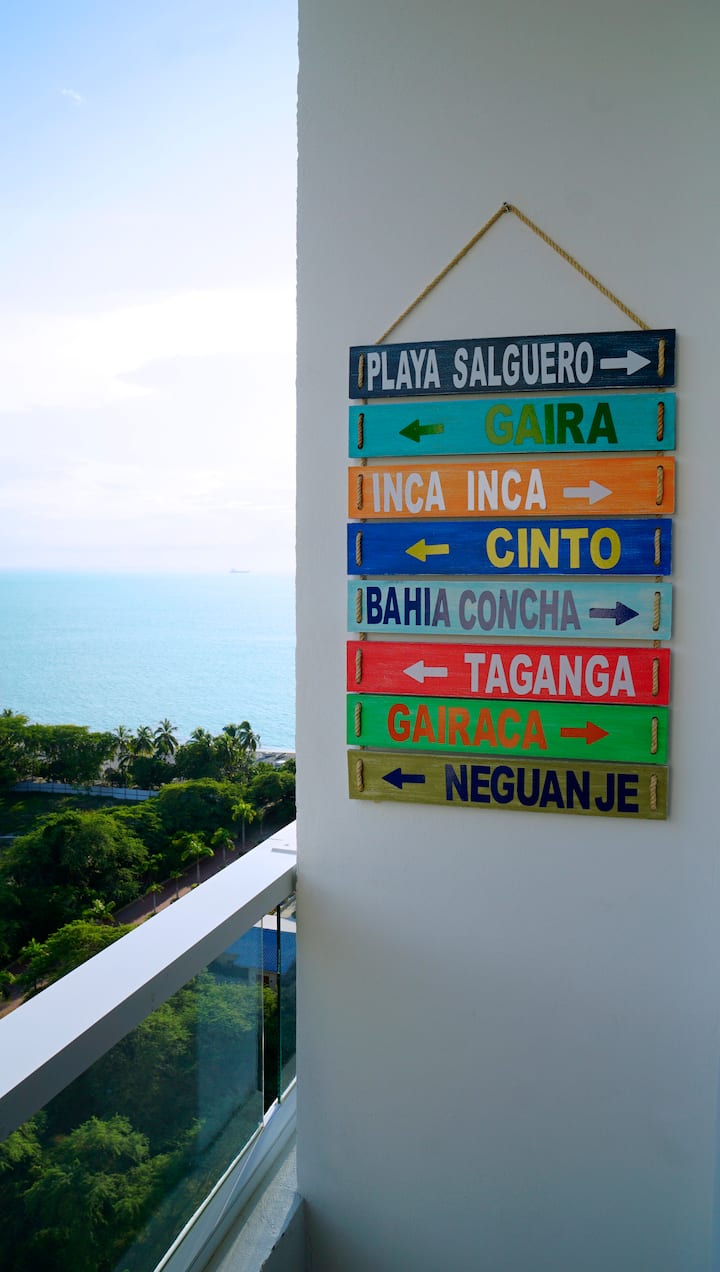 PLAYA SALGUERO
GAIRA
INCA INCA
CINTO
BAHIA CONCHA
TAGANGA
GAIRACA
NEGUANJE